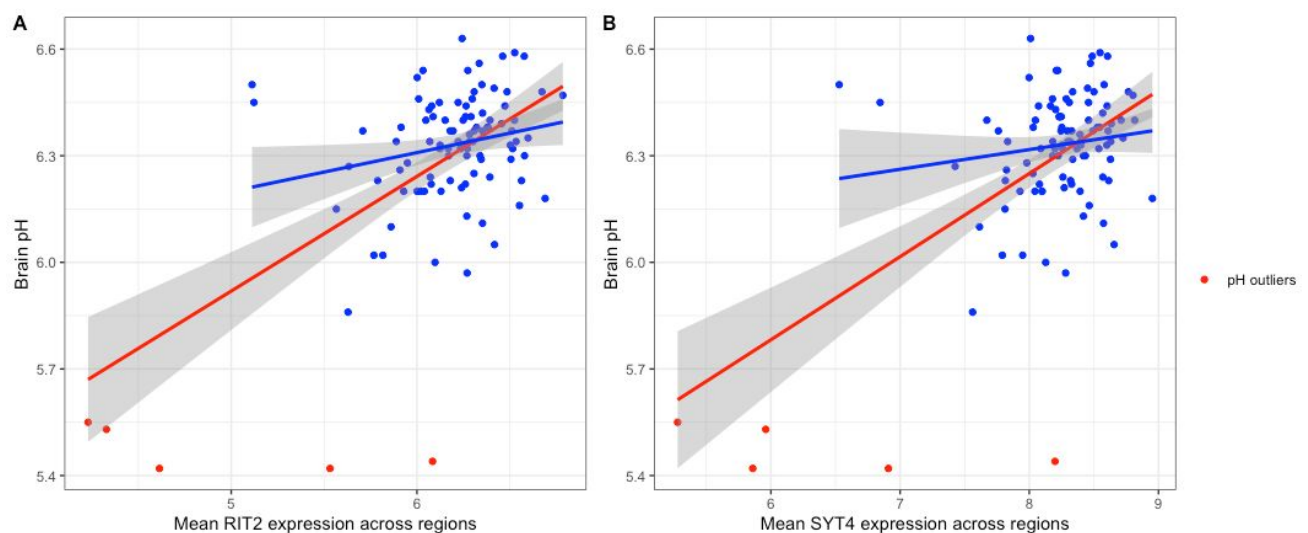 A
B
6.6
6.3
6.0
5.7
5.4
Brain pH
5
6
Mean RIT2 expression across regions
6.6
6.3
6.0
5.7
5.4
Brain pH
6
7
8
9
Mean SYT4 expression across regions
pH outliers